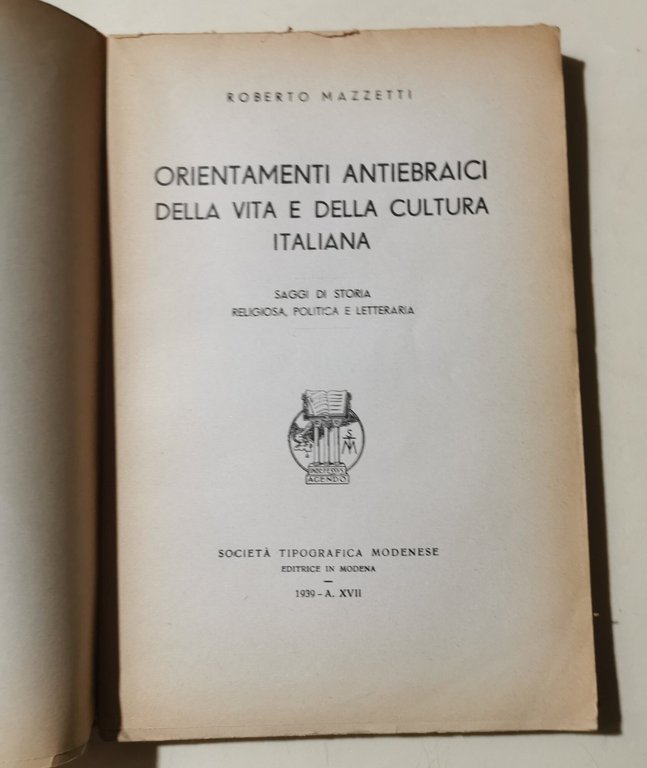 ROBERTO MAZZETTI
ORIENTAMENTI ANTIEBRAICI
DELLA VITA E DELLA CULTURA
ITALIANA
SAGGI DI STORIA
RELIGIOSA, POLITICA E LETTERARIA
AGENDO
SOCIETÀ TIPOGRAFICA MODENESE
EDITRICE IN MODENA
1939 - A. XVII